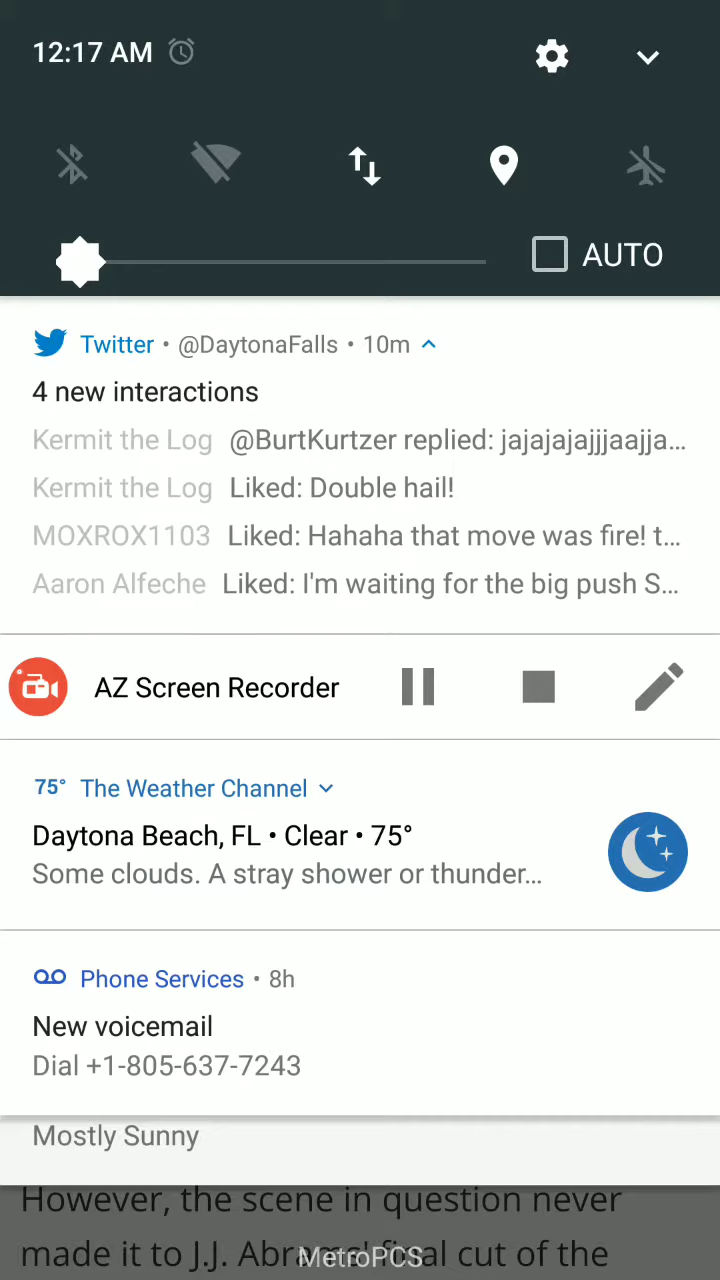 12:17 AM
AUTO
Twitter • @DaytonaFalls • 10m
4 new interactions
Kermit the Log @BurtKurtzer replied: jajajajajjjaajja...
Kermit the Log Liked: Double hail!
MOXROX1103 Liked: Hahaha that move was fire! t...
Aaron Alfeche Liked: I'm waiting for the big push S...
AZ Screen Recorder
75° The Weather Channel
Daytona Beach, FL • Clear • 75°
Some clouds. A stray shower or thunder...
Phone Services • 8h
New voicemail
Dial +1-805-637-7243
Mostly Sunny
However, the scene in question never
made it to J.J. Abrams' final cut of the
MetroPCS